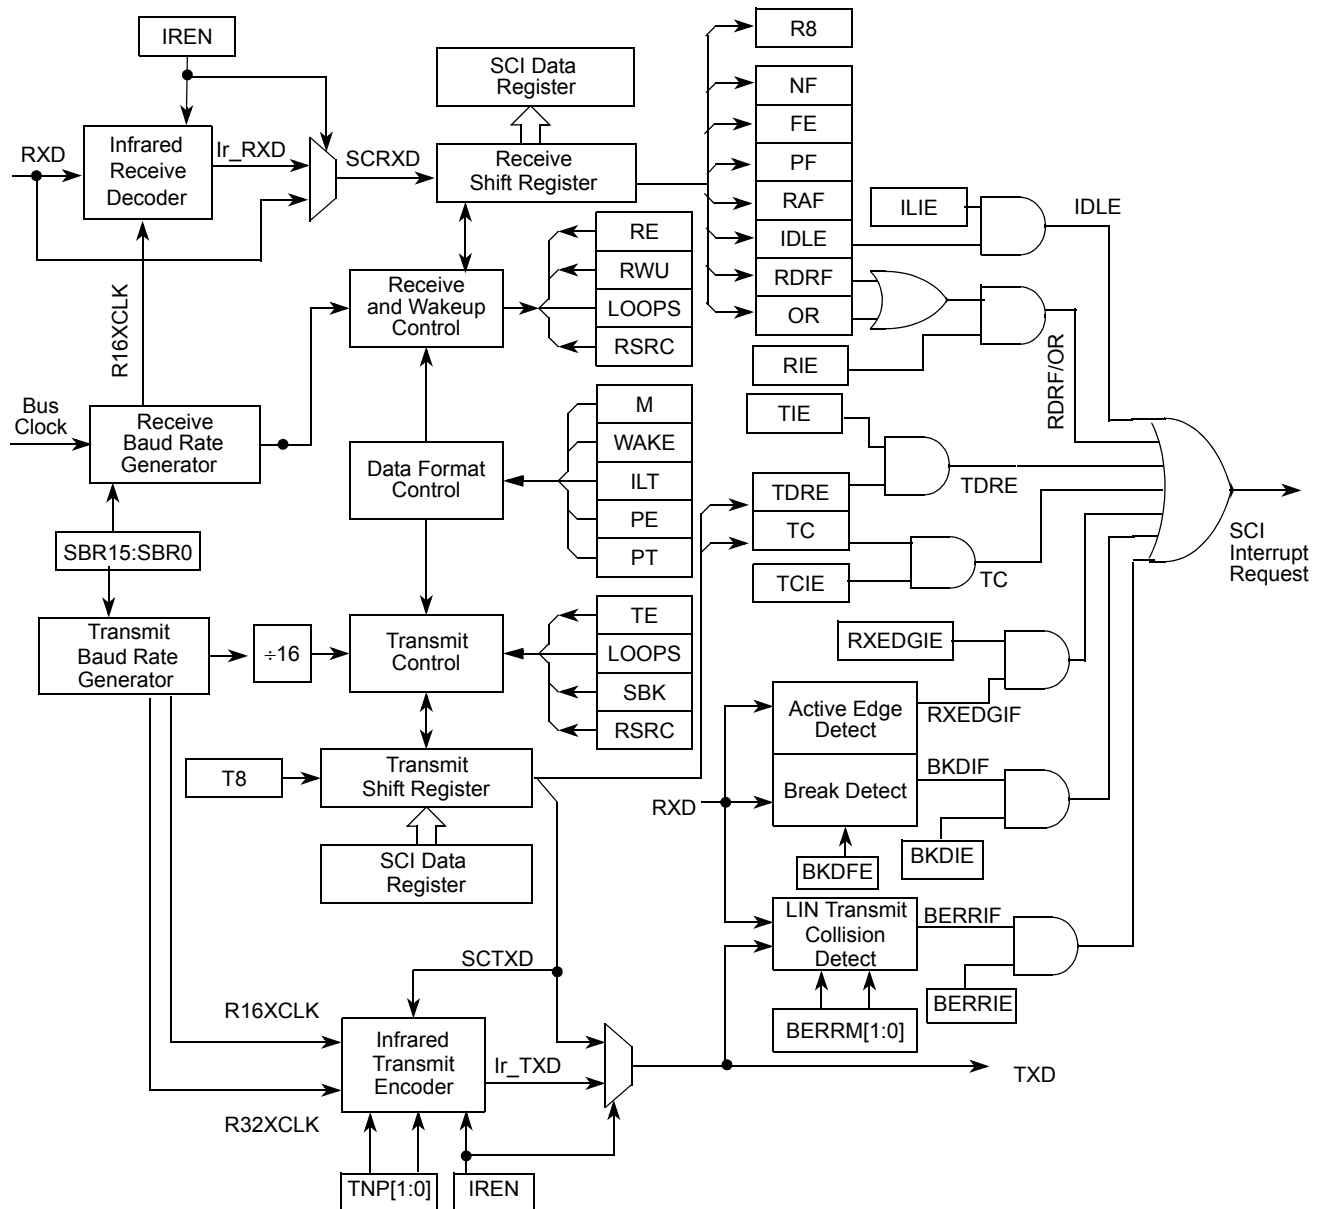 IREN
SCI Data
Register
R8
NF
FE
PF
RAF
IDLE
RDRF
OR
RXD
Infrared
Receive
Decoder
Ir_RXD
SCRXD
Receive
Shift Register
ILIE
IDLE
RE
RWU
LOOPS
RSRC
Receive
and Wakeup
Control
R16XCLK
RIE
RDRF/OR
Bus
Clock
Receive
Baud Rate
Generator
M
WAKE
ILT
PE
PT
Data Format
Control
TIE
TDRE
TC
TDRE
TCIE
TC
SCI
Interrupt
Request
SBR15:SBR0
Transmit
Baud Rate
Generator
÷16
Transmit
Control
TE
LOOPS
SBK
RSRC
RXEDGIE
Active Edge
Detect
RXEDGIF
Break Detect
BKDIF
RXD
BKDFE
BKDIE
T8
Transmit
Shift Register
SCI Data
Register
LIN Transmit
Collision
Detect
BERRIF
BERRIE
BERRM[1:0]
SCTXD
R16XCLK
Infrared
Transmit
Encoder
Ir_TXD
TXD
R32XCLK
TNP[1:0]
IREN